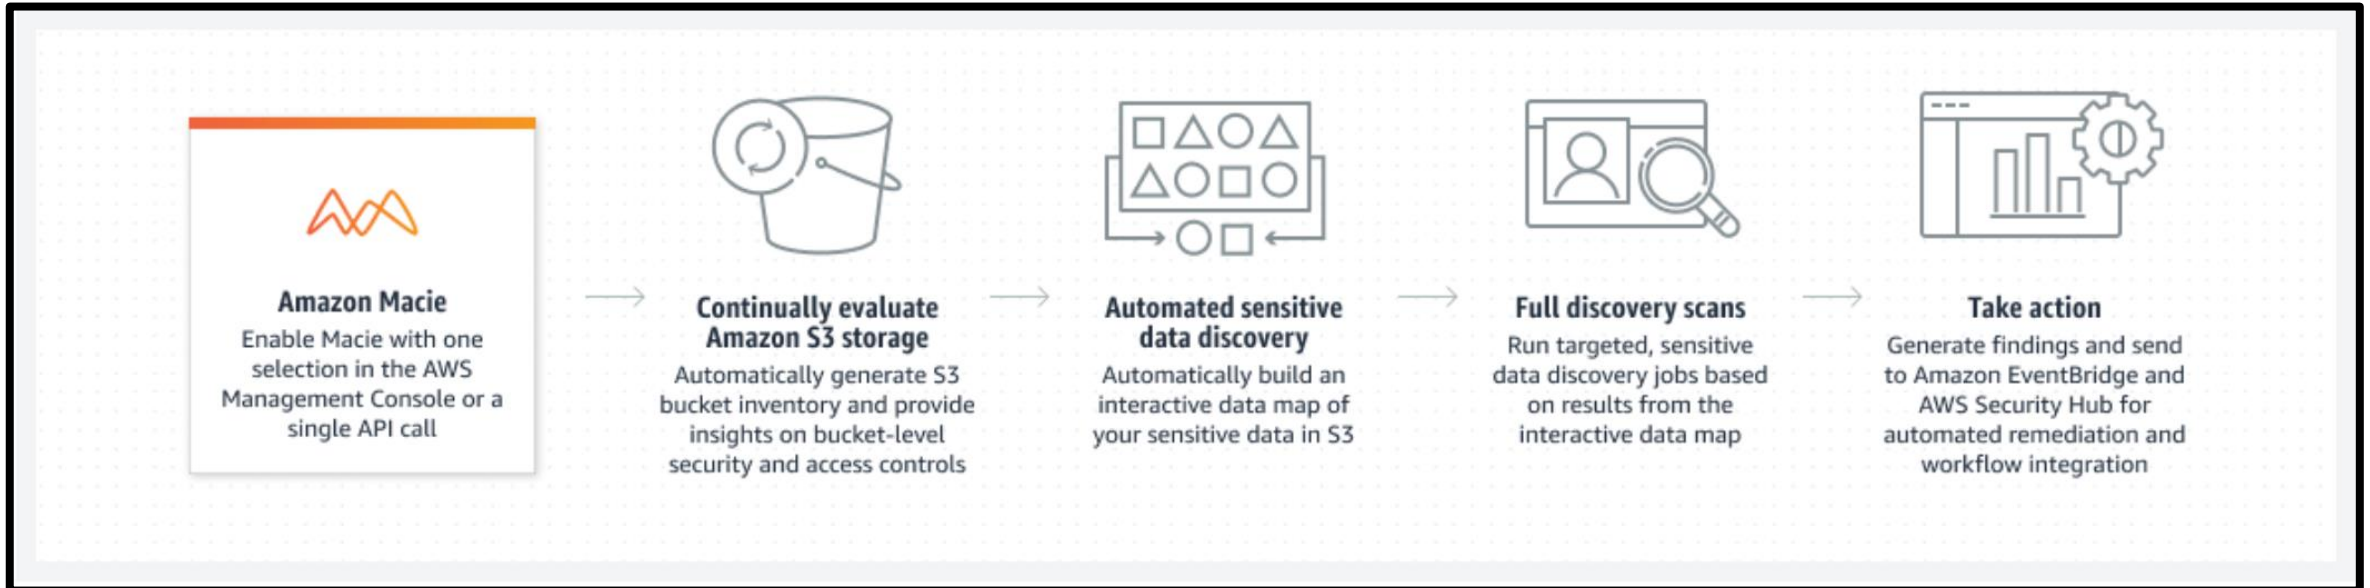 Amazon Macie
Enable Macie with one
selection in the AWS
Management Console or a
single API call
Continually evaluate
Amazon S3 storage
Automatically generate S3
bucket inventory and provide
insights on bucket-level
security and access controls
Automated sensitive
data discovery
Automatically build an
interactive data map of
your sensitive data in S3
Full discovery scans
Run targeted, sensitive
data discovery jobs based
on results from the
interactive data map
Take action
Generate findings and send
to Amazon EventBridge and
AWS Security Hub for
automated remediation and
workflow integration